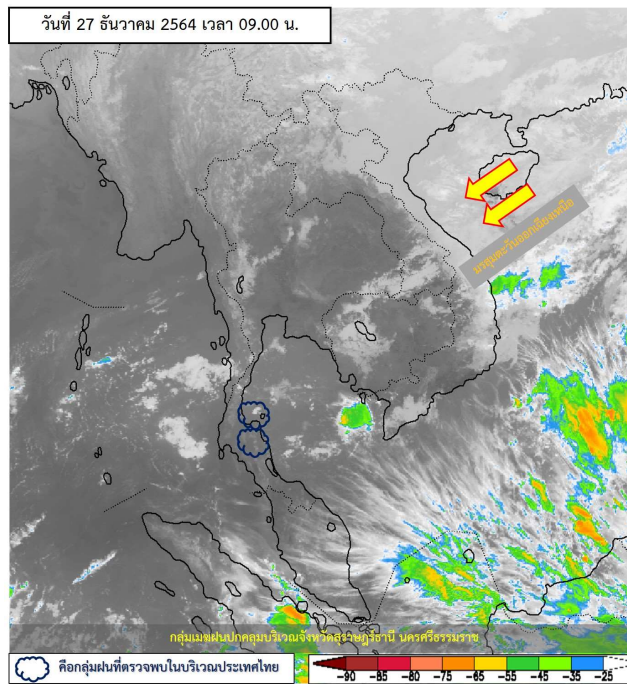 วันที่ 27 ธันวาคม 2564 เวลา 09.00 น.
มรสุมตะวันออกเฉียงเหนือ
กลุ่มเมฆฝนปกคลุมบริเวณจังหวัดสุราษฎร์ธานี นครศรีธรรมราช
คือกลุ่มฝนที่ตรวจพบในบริเวณประเทศไทย
-90 -85 -80 -75 -65 -55 -45 -35 -25